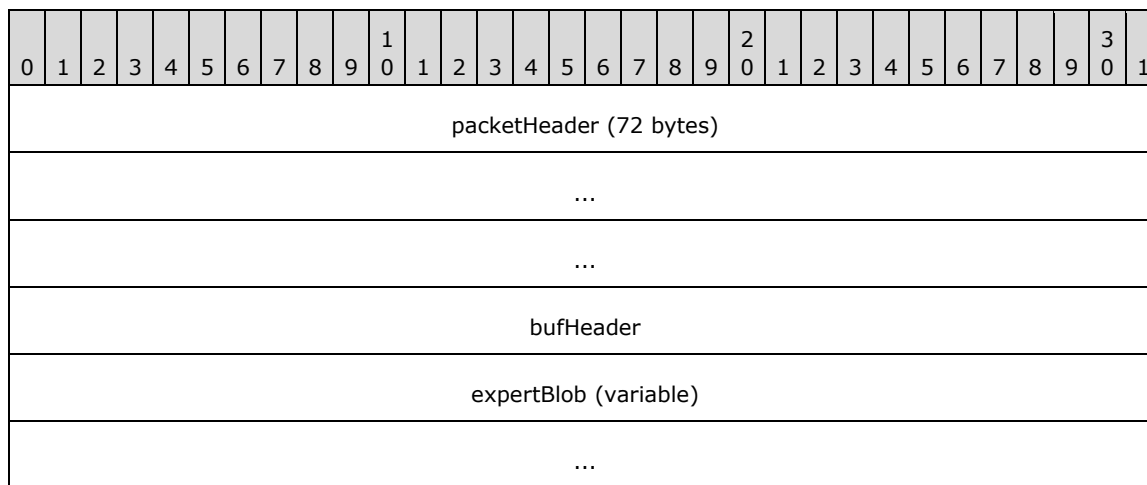 1 2 3
0 1 2 3 4 5 6 7 8 9 0 1 2 3 4 5 6 7 8 9 0 1 2 3 4 5 6 7 8 9 0 1
packetHeader (72 bytes)
...
...
bufHeader
expertBlob (variable)
...